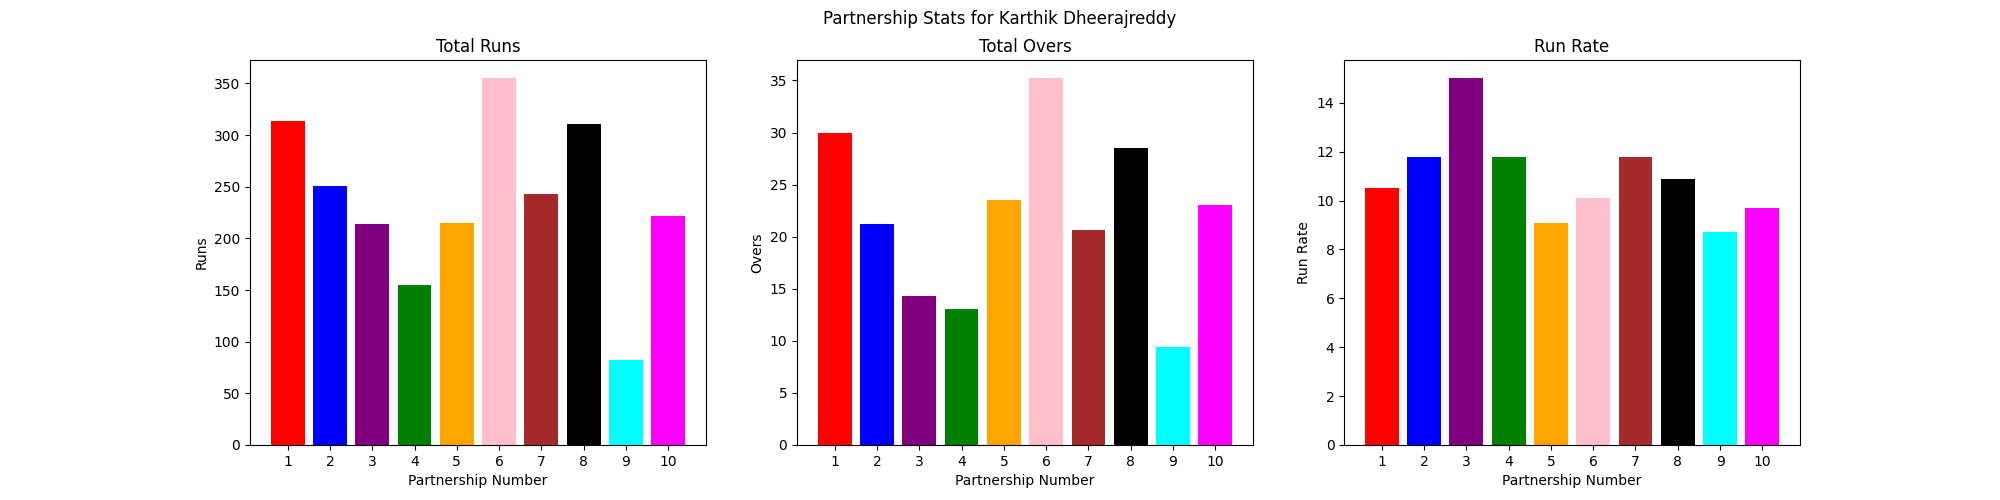 Partnership Stats for Karthik Dheerajreddy
Total Runs
350
300
250
200
150
100
50
0
Runs
1 2 3 4 5 6 7 8 9 10
Partnership Number
Total Overs
35
30
25
20
15
10
5
0
Overs
1 2 3 4 5 6 7 8 9 10
Partnership Number
Run Rate
14
12
10
8
6
4
2
0
Run Rate
1 2 3 4 5 6 7 8 9 10
Partnership Number